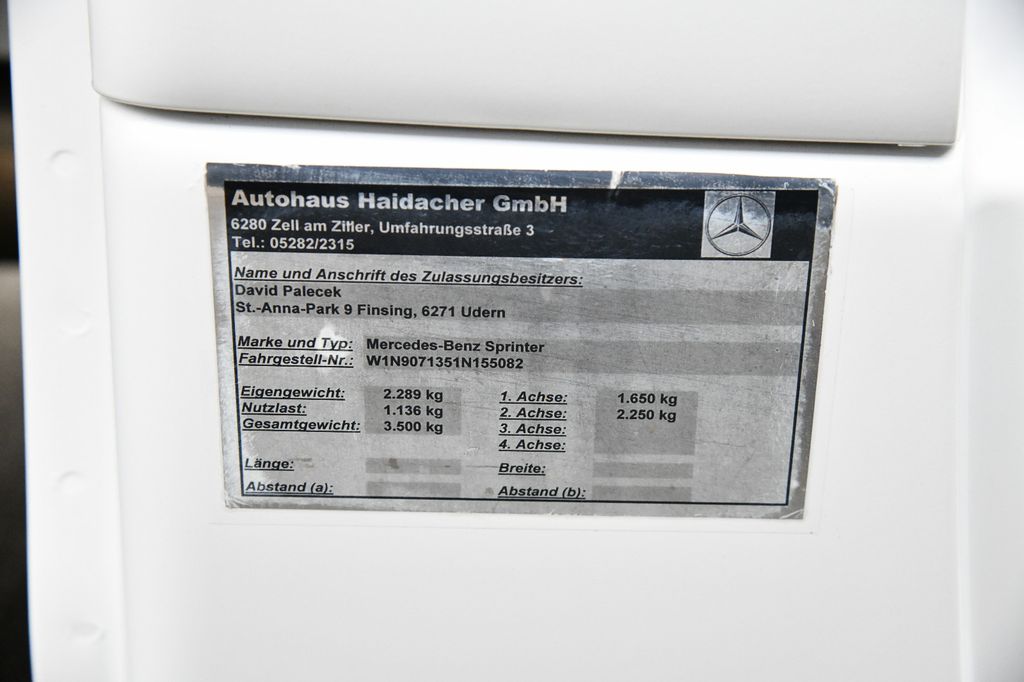 Autohaus Haidacher GmbH
6280 Zell am Ziller, Umfahrungsstraße 3
Tel.: 05282/2315
Name und Anschrift des Zulassungsbesitzers:
David Palecek
St.-Anna-Park 9 Finsing, 6271 Udern
Marke und Typ: Mercedes-Benz Sprinter
Fahrgestell-Nr.: W1N9071351N155082
Eigengewicht: 2.289 kg 1. Achse: 1.650 kg
Nutzlast: 1.136 kg 2. Achse: 2.250 kg
Gesamtgewicht: 3.500 kg 3. Achse:
4. Achse:
Länge: Breite:
Abstand (a): Abstand (b):